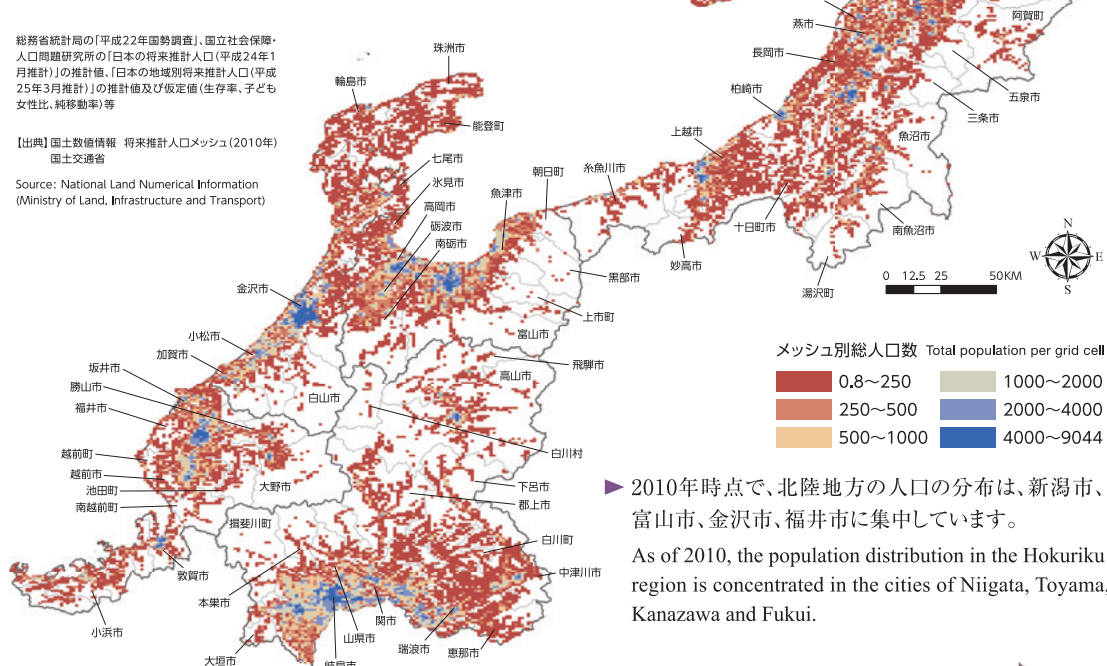 総務省統計局の「平成22年国勢調査」、国立社会保障・
人口問題研究所の「日本の将来推計人口（平成24年1
月推計）」の推計値、「日本の地域別将来推計人口（平成
25年3月推計）」の推計値及び仮定値（生存率、子ども
女性比、純移動率）等
【出典】国土数値情報 将来推計人口メッシュ（2010年）
国土交通省
Source: National Land Numerical Information
(Ministry of Land, Infrastructure and Transport)
珠洲市
輪島市
能登町
七尾市
氷見市
高岡市
砺波市
南砺市
魚津市
朝日町
糸魚川市
上越市
柏崎市
長岡市
燕市
阿賀町
五泉市
三条市
魚沼市
南魚沼市
十日町市
湯沢町
妙高市
黒部市
上市町
富山市
飛騨市
高山市
金沢市
小松市
加賀市
坂井市
勝山市
福井市
白山市
越前町
越前市
池田町
南越前町
大野市
白川村
下呂市
郡上市
揖斐川町
白川町
中津川市
敦賀市
小浜市
本巣市
大垣市
岐阜市
山県市
関市
瑞浪市
恵那市
N
W
E
S
0 12.5 25 50KM
メッシュ別総人口数 Total population per grid cell
0.8〜250
250〜500
500〜1000
1000〜2000
2000〜4000
4000〜9044
▶ 2010年時点で、北陸地方の人口の分布は、新潟市、
富山市、金沢市、福井市に集中しています。
As of 2010, the population distribution in the Hokuriku
region is concentrated in the cities of Niigata, Toyama,
Kanazawa and Fukui.